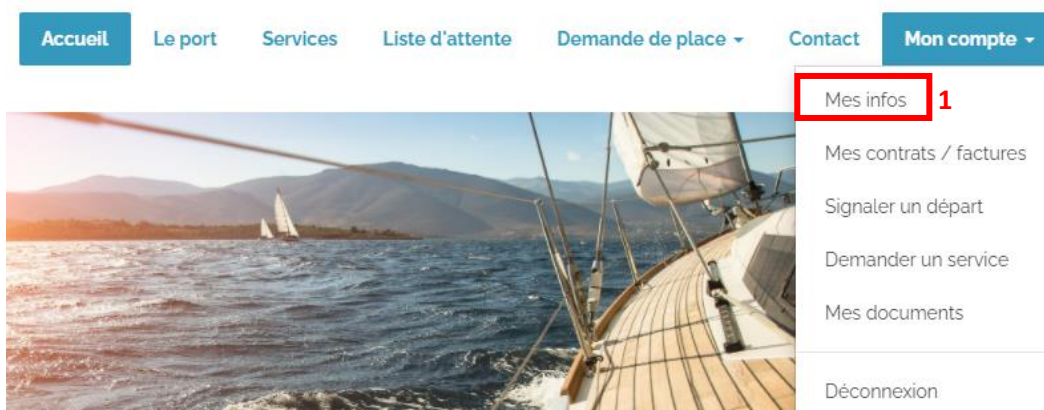 Accueil Le port Services Liste d'attente Demande de place Contact Mon compte
Mes infos 1
Mes contrats / factures
Signaler un départ
Demander un service
Mes documents
Déconnexion